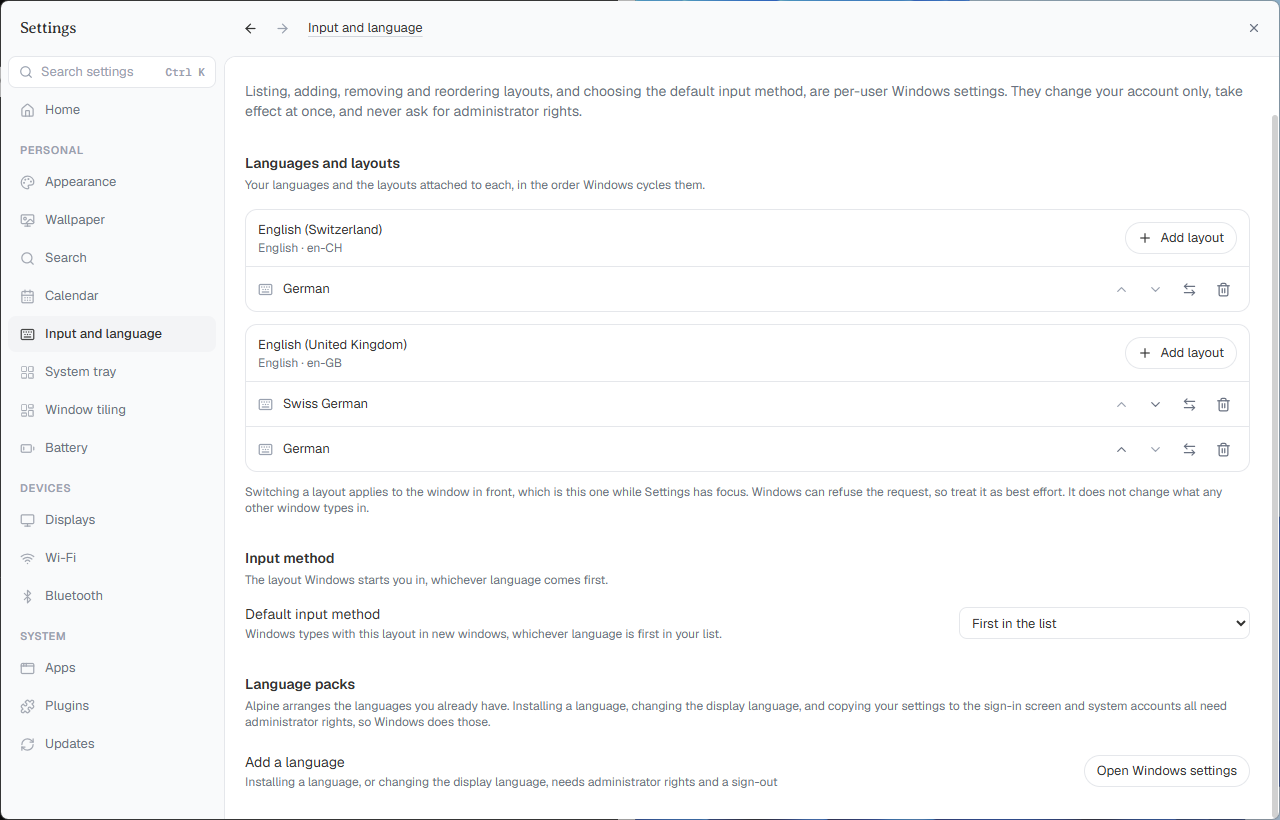 Settings
Input and language
Search settings Ctrl K
Home
PERSONAL
Appearance
Wallpaper
Search
Calendar
Input and language
System tray
Window tiling
Battery
DEVICES
Displays
Wi-Fi
Bluetooth
SYSTEM
Apps
Plugins
Updates
Listing, adding, removing and reordering layouts, and choosing the default input method, are per-user Windows settings. They change your account only, take
effect at once, and never ask for administrator rights.
Languages and layouts
Your languages and the layouts attached to each, in the order Windows cycles them.
English (Switzerland)
English · en-CH
Add layout
German
English (United Kingdom)
English · en-GB
Add layout
Swiss German
German
Switching a layout applies to the window in front, which is this one while Settings has focus. Windows can refuse the request, so treat it as best effort. It does not change what any
other window types in.
Input method
The layout Windows starts you in, whichever language comes first.
Default input method
Windows types with this layout in new windows, whichever language is first in your list.
First in the list
Language packs
Alpine arranges the languages you already have. Installing a language, changing the display language, and copying your settings to the sign-in screen and system accounts all need
administrator rights, so Windows does those.
Add a language
Installing a language, or changing the display language, needs administrator rights and a sign-out
Open Windows settings